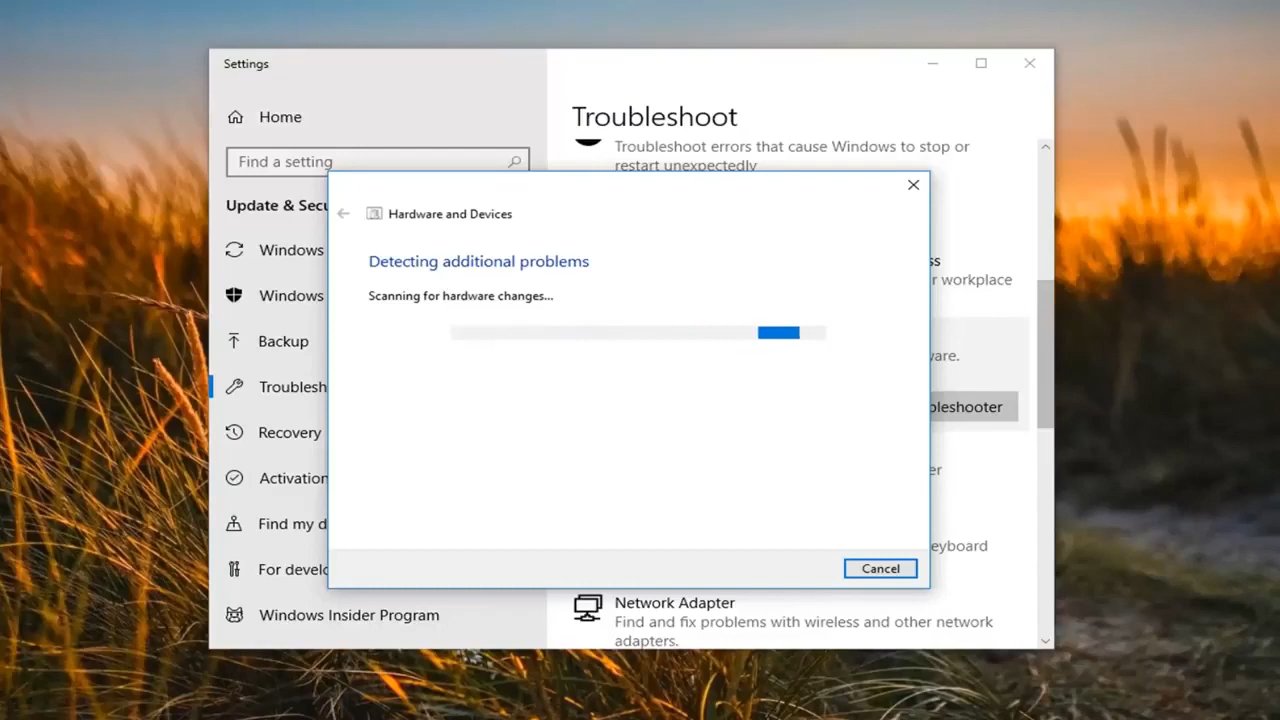 Settings
Home
Find a setting
Update & Secu
Windows
Windows
Backup
Troublesh
Recovery
Activation
Find my d
For develo
Windows Insider Program
Troubleshoot
Troubleshoot errors that cause Windows to stop or
restart unexpectedly
ss
r workplace
ware.
bleshooter
er
eyboard
Network Adapter
Find and fix problems with wireless and other network
adapters.
Hardware and Devices
Detecting additional problems
Scanning for hardware changes...
Cancel